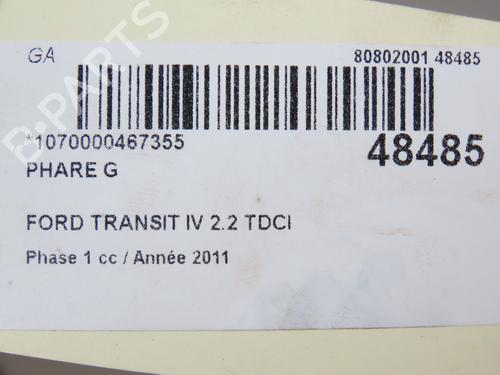 GA 80802001 48485
B-PARTS
*1070000467355 48485
PHARE G
FORD TRANSIT IV 2.2 TDCI
Phase 1 cc / Année 2011